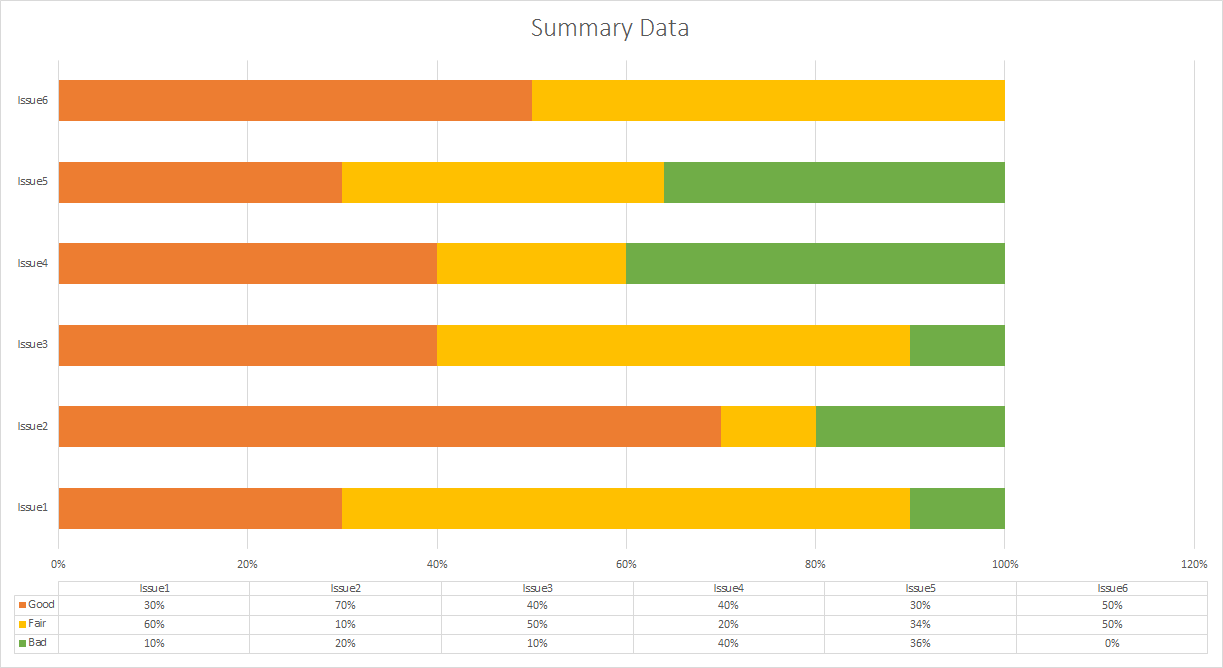 Summary Data
Issue6
Issue5
Issue4
Issue3
Issue2
Issue1
0% 20% 40% 60% 80% 100% 120%
Issue1 Issue2 Issue3 Issue4 Issue5 Issue6
Good 30% 70% 40% 40% 30% 50%
Fair 60% 10% 50% 20% 34% 50%
Bad 10% 20% 10% 40% 36% 0%